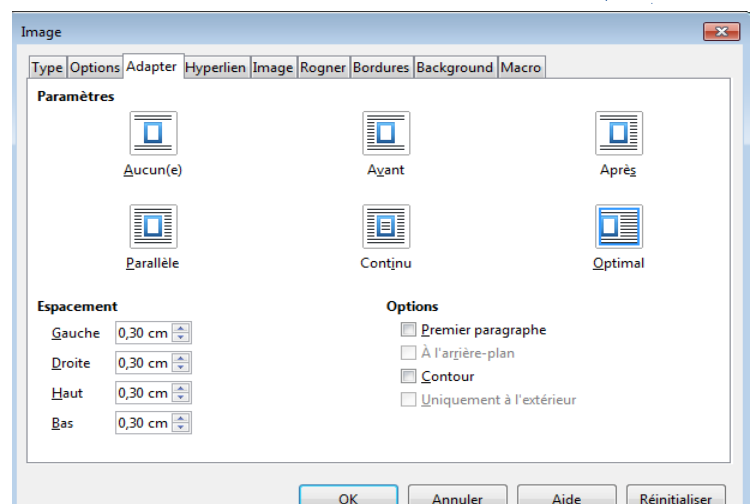 Image
Type Options Adapter Hyperlien Image Rogner Bordures Background Macro
Paramètres
Aucun(e) Avant Après
Parallèle Continu Optimal
Espacement Options
Gauche 0,30 cm Premier paragraphe
À l'arrière-plan
Droite 0,30 cm
Contour
Haut 0,30 cm
Uniquement à l'extérieur
Bas 0,30 cm
OK Annuler Aide Réinitialiser